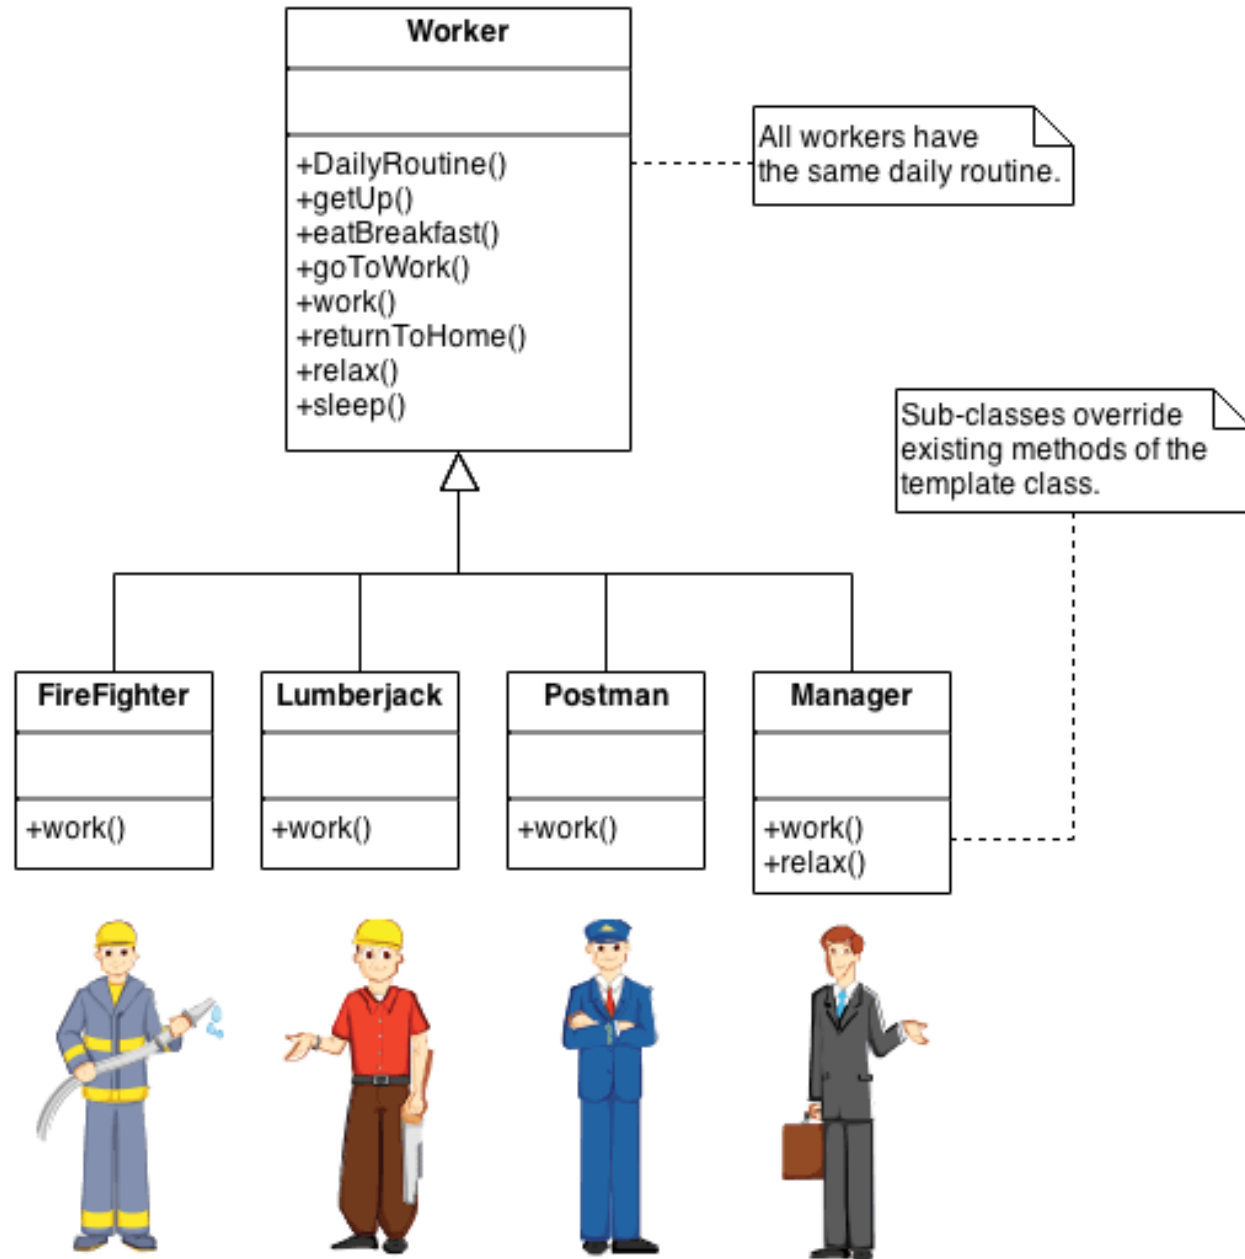 Worker
+DailyRoutine()
+getUp()
+eatBreakfast()
+goToWork()
+work()
+returnToHome()
+relax()
+sleep()
All workers have
the same daily routine.
Sub-classes override
existing methods of the
template class.
FireFighter
+work()
Lumberjack
+work()
Postman
+work()
Manager
+work()
+relax()